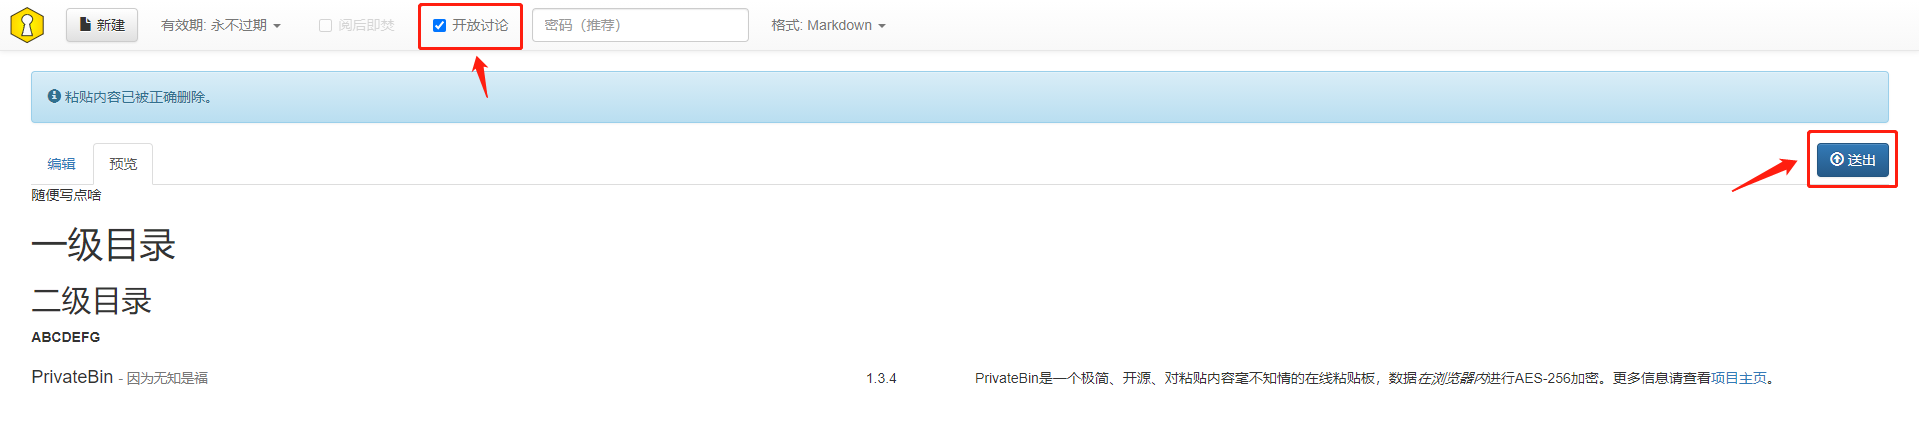 新建 有效期: 永不过期 阅后即焚 开放讨论 密码（推荐） 格式: Markdown
粘贴内容已被正确删除。
编辑 预览 送出
随便写点啥
一级目录
二级目录
ABCDEFG
PrivateBin - 因为无知是福 1.3.4 PrivateBin是一个极简、开源、对粘贴内容毫不知情的在线粘贴板，数据在浏览器内进行AES-256加密。更多信息请查看项目主页。